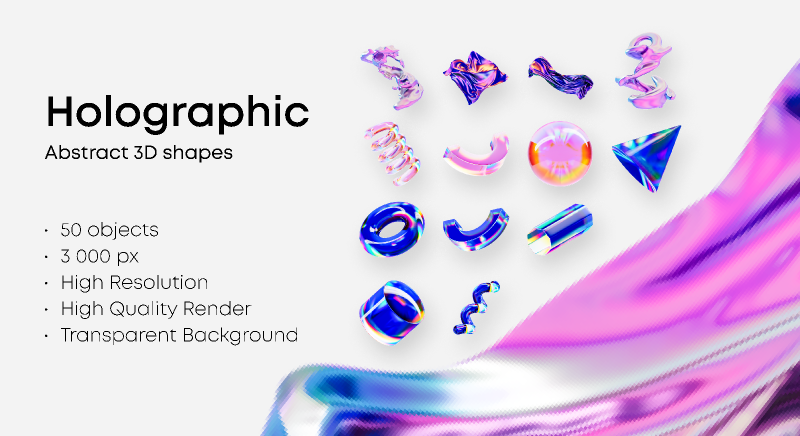 Holographic
Abstract 3D shapes
· 50 objects
· 3 000 px
· High Resolution
· High Quality Render
· Transparent Background